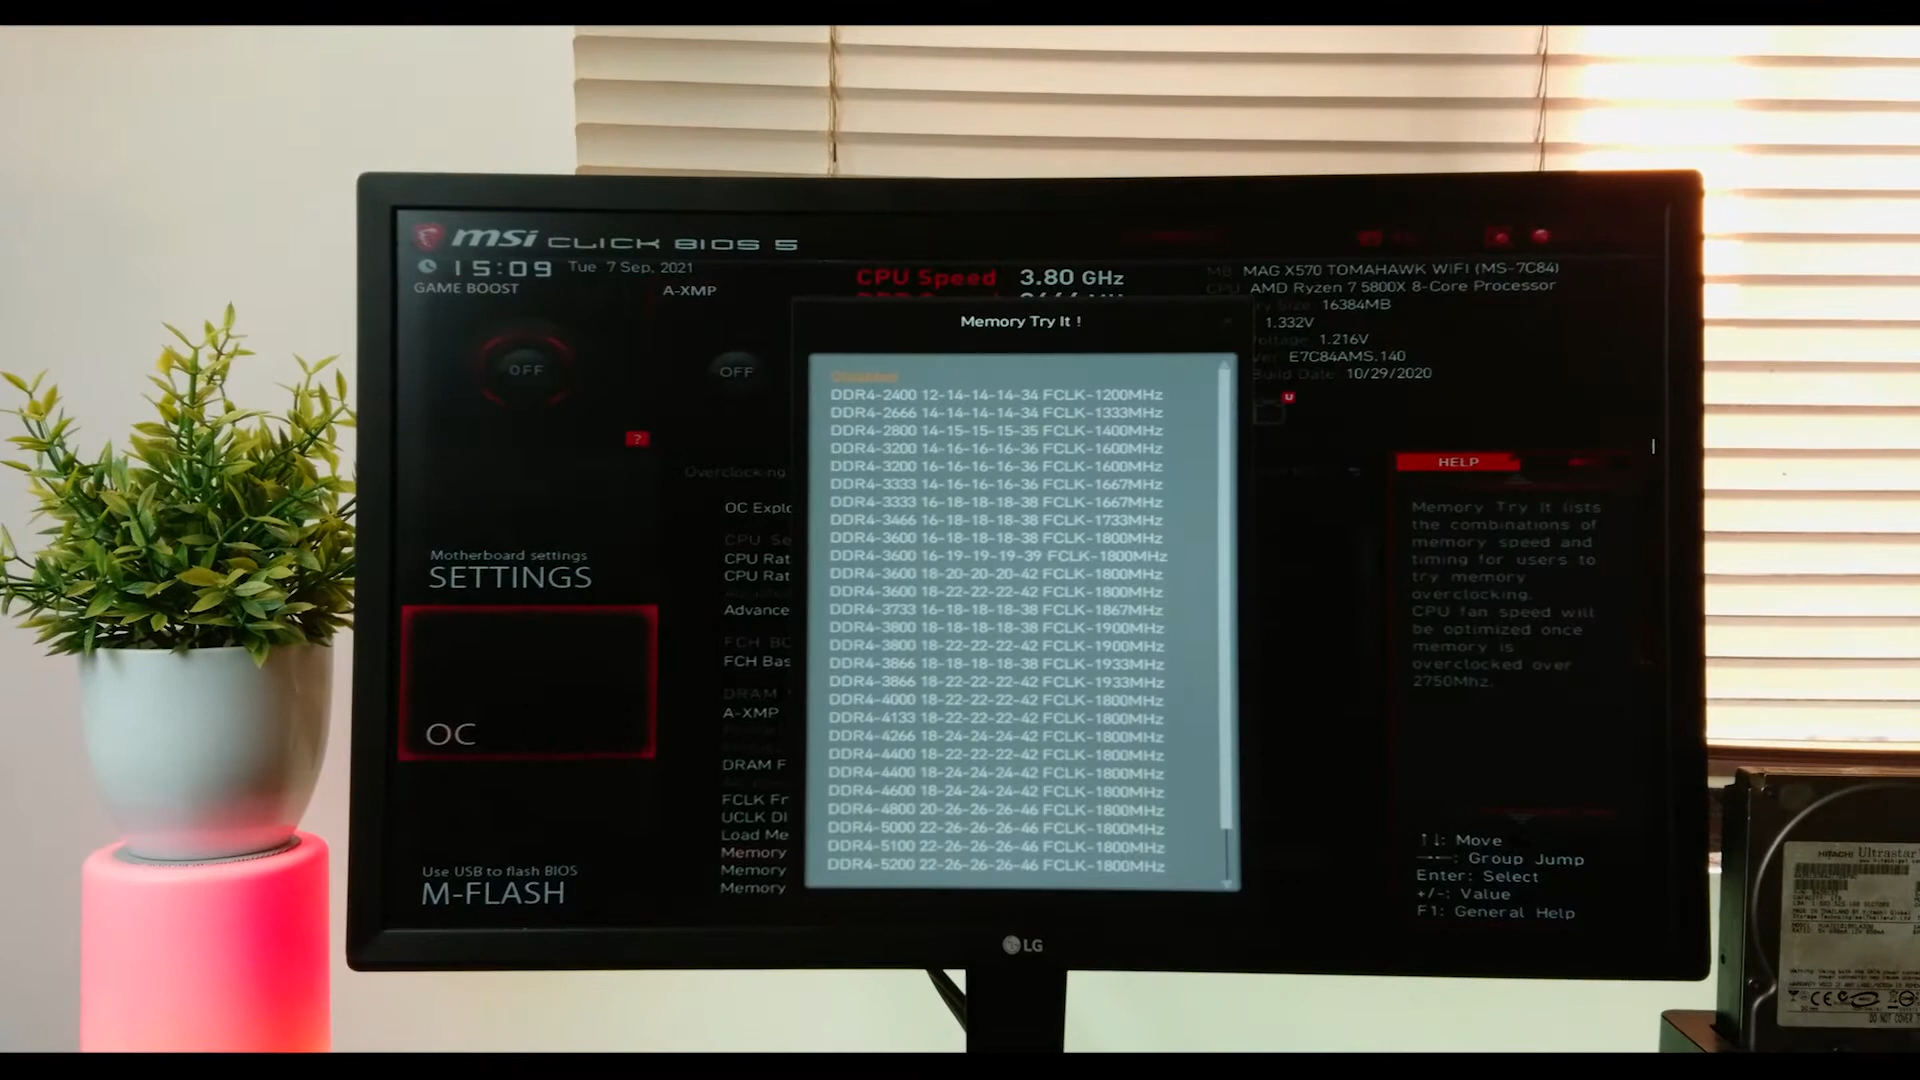 msi CLICK BIOS 5
15:09 Tue 7 Sep, 2021
GAME BOOST
A-XMP
OFF
OFF
?
CPU Speed 3.80 GHz
MAG X570 TOMAHAWK WIFI (MS-7C84)
CPU: AMD Ryzen 7 5800X 8-Core Processor
Size: 16384MB
1.332V
1.216V
E7C84AMS.140
Build Date: 10/29/2020
U
Memory Try It !
Disabled
DDR4-2400 12-14-14-14-34 FCLK-1200MHz
DDR4-2666 14-14-14-14-34 FCLK-1333MHz
DDR4-2800 14-15-15-15-35 FCLK-1400MHz
DDR4-3200 14-16-16-16-36 FCLK-1600MHz
DDR4-3200 16-16-16-16-36 FCLK-1600MHz
DDR4-3333 14-16-16-16-36 FCLK-1667MHz
DDR4-3333 16-18-18-18-38 FCLK-1667MHz
DDR4-3466 16-18-18-18-38 FCLK-1733MHz
DDR4-3600 16-18-18-18-38 FCLK-1800MHz
DDR4-3600 16-19-19-19-39 FCLK-1800MHz
DDR4-3600 18-20-20-20-42 FCLK-1800MHz
DDR4-3600 18-22-22-22-42 FCLK-1800MHz
DDR4-3733 16-18-18-18-38 FCLK-1867MHz
DDR4-3800 18-18-18-18-38 FCLK-1900MHz
DDR4-3800 18-22-22-22-42 FCLK-1900MHz
DDR4-3866 18-18-18-18-38 FCLK-1933MHz
DDR4-3866 18-22-22-22-42 FCLK-1933MHz
DDR4-4000 18-22-22-22-42 FCLK-1800MHz
DDR4-4133 18-22-22-22-42 FCLK-1800MHz
DDR4-4266 18-24-24-24-42 FCLK-1800MHz
DDR4-4400 18-22-22-22-42 FCLK-1800MHz
DDR4-4400 18-24-24-24-42 FCLK-1800MHz
DDR4-4600 18-24-24-24-42 FCLK-1800MHz
DDR4-4800 20-26-26-26-46 FCLK-1800MHz
DDR4-5000 22-26-26-26-46 FCLK-1800MHz
DDR4-5100 22-26-26-26-46 FCLK-1800MHz
DDR4-5200 22-26-26-26-46 FCLK-1800MHz
Motherboard settings
SETTINGS
OC
Use USB to flash BIOS
M-FLASH
Overclocking
OC Explo
CPU Se
CPU Rat
CPU Rat
Advance
FCH BC
FCH Bas
DRAM
A-XMP
DRAM F
FCLK Fr
UCLK DI
Load Me
Memory
Memory
Memory
HELP
Memory Try It lists
the combinations of
memory speed and
timing for users to
try memory
overclocking.
CPU fan speed will
be optimized once
memory is
overclocked over
2750Mhz.
↑↓: Move
: Group Jump
Enter: Select
+/-: Value
F1: General Help
LG
HITACHI Ultrastar
DO NOT COVER